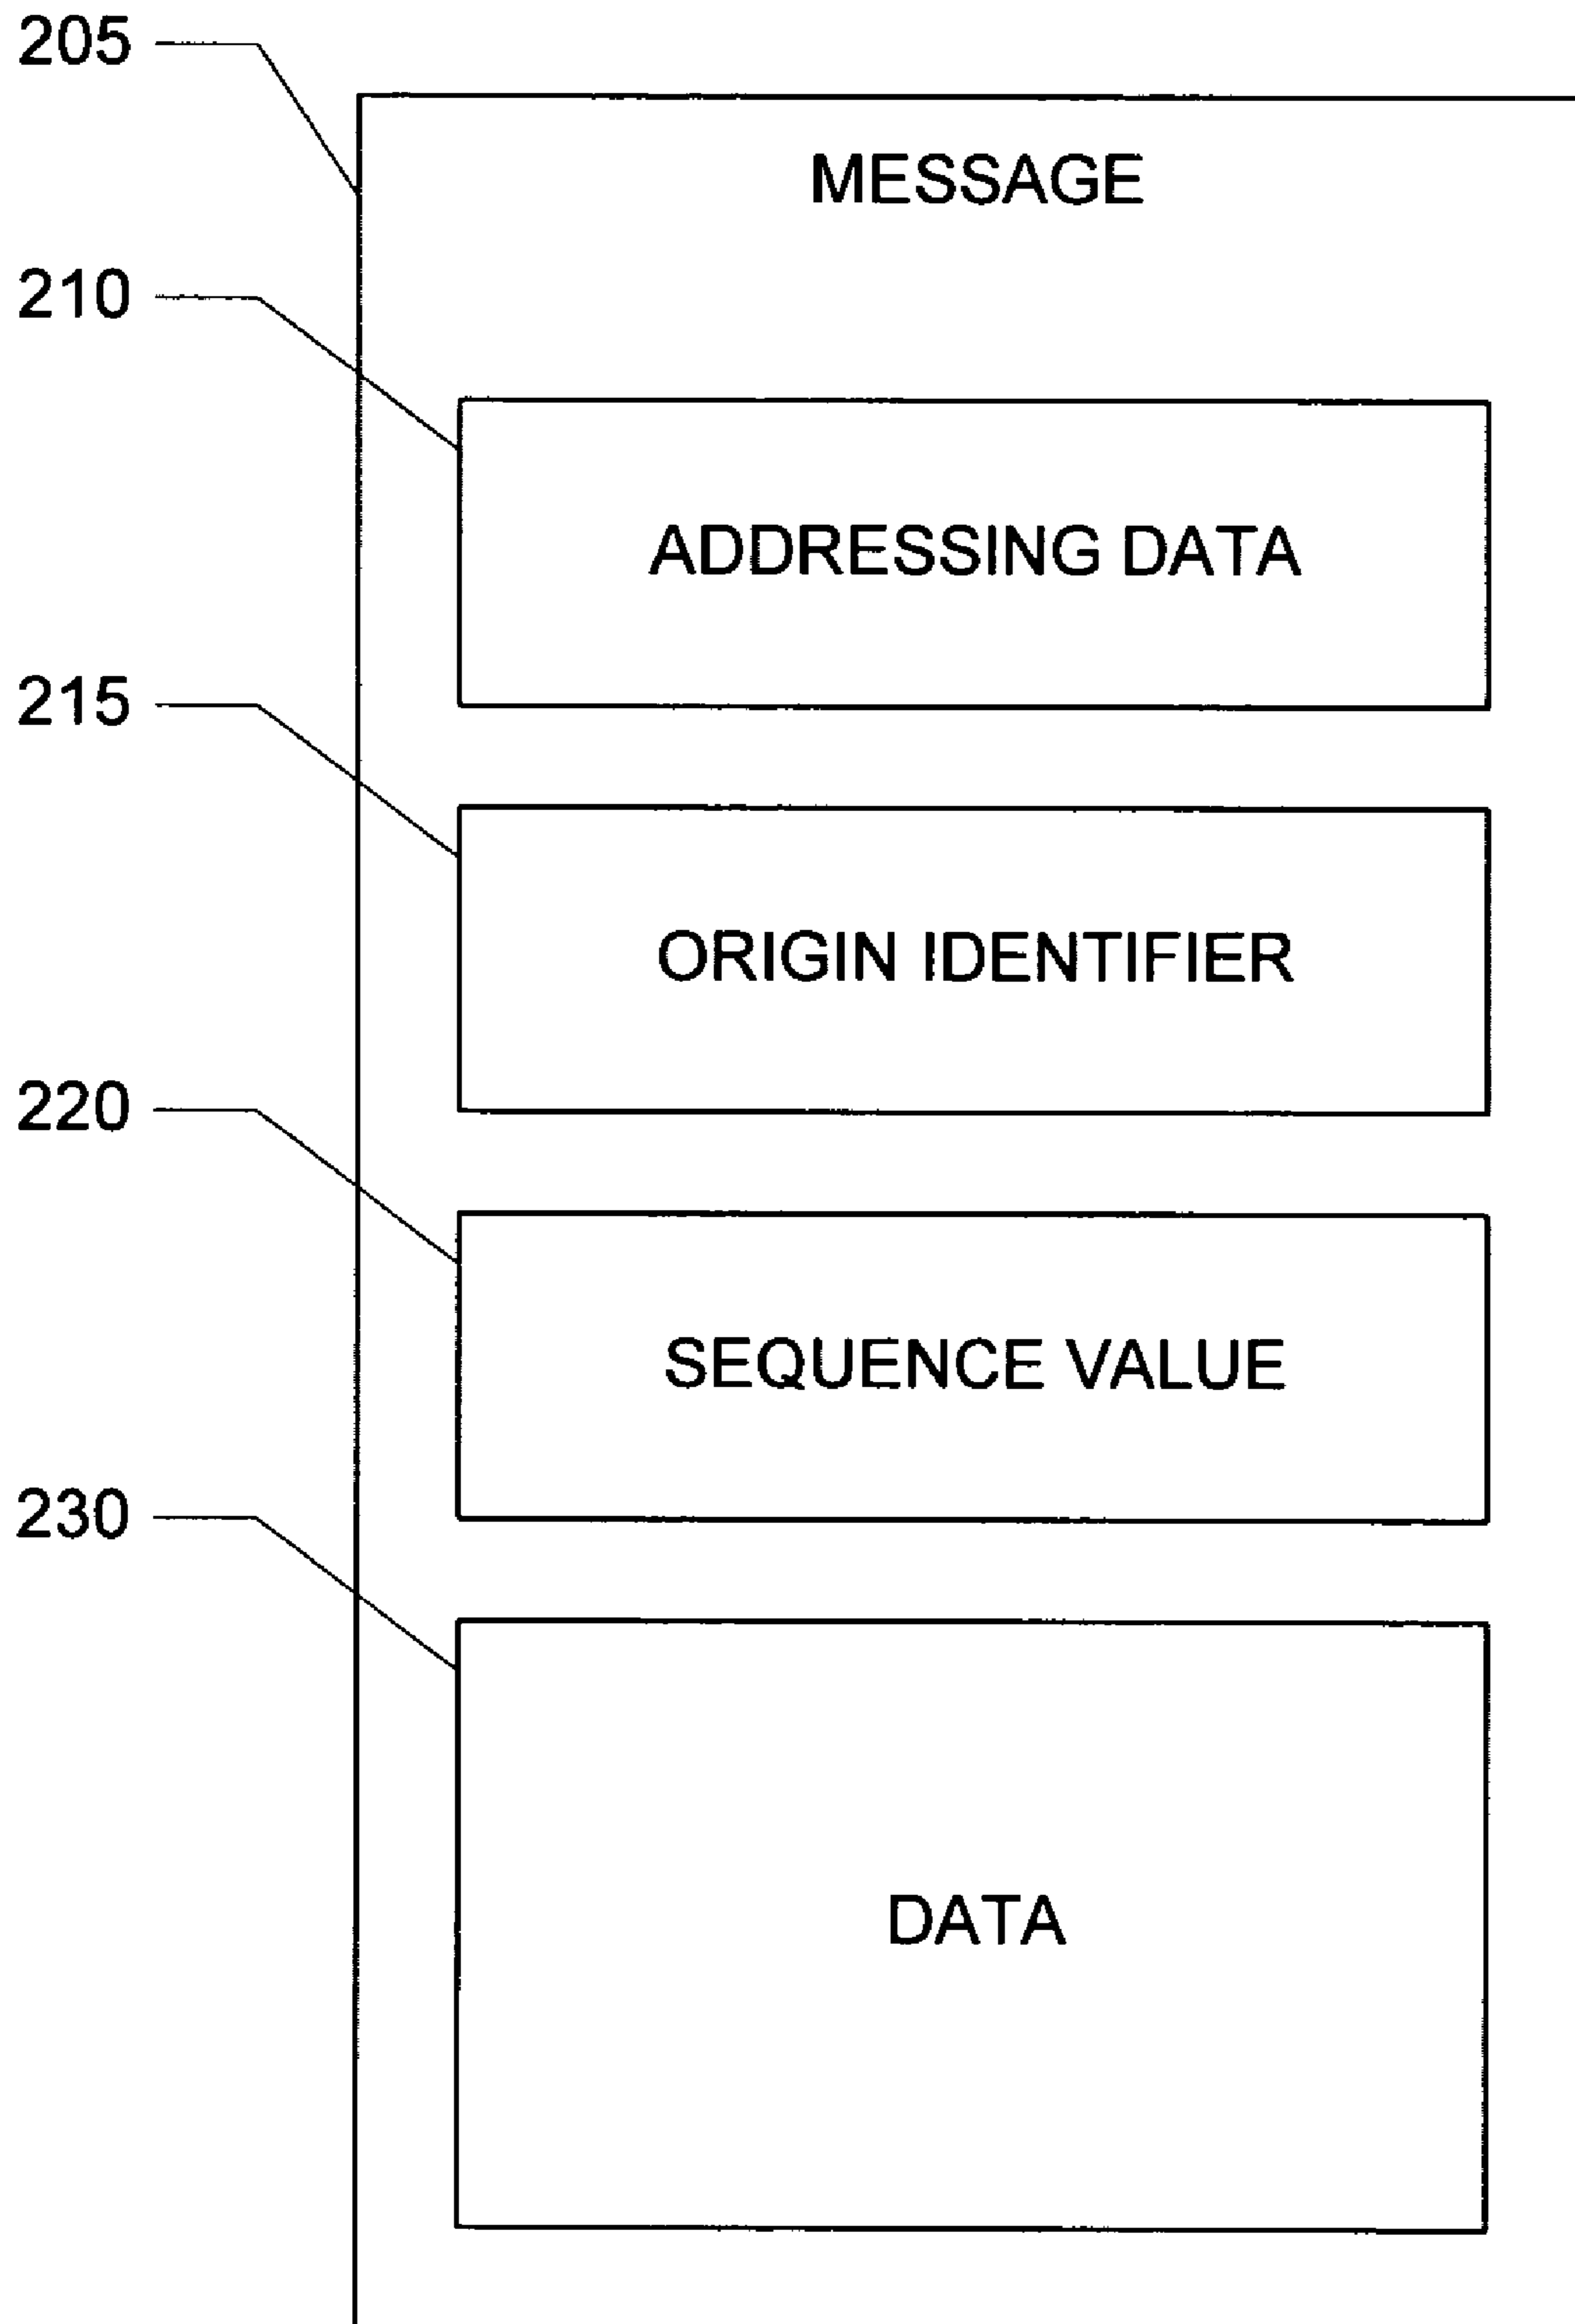 205
MESSAGE
210
ADDRESSING DATA
215
ORIGIN IDENTIFIER
220
SEQUENCE VALUE
230
DATA